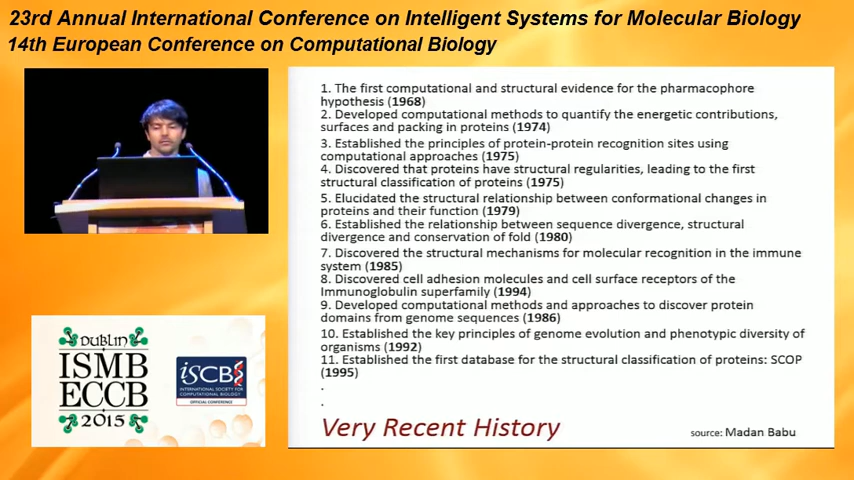 23rd Annual International Conference on Intelligent Systems for Molecular Biology
14th European Conference on Computational Biology
1. The first computational and structural evidence for the pharmacophore
hypothesis (1968)
2. Developed computational methods to quantify the energetic contributions,
surfaces and packing in proteins (1974)
3. Established the principles of protein-protein recognition sites using
computational approaches (1975)
4. Discovered that proteins have structural regularities, leading to the first
structural classification of proteins (1975)
5. Elucidated the structural relationship between conformational changes in
proteins and their function (1979)
6. Established the relationship between sequence divergence, structural
divergence and conservation of fold (1980)
7. Discovered the structural mechanisms for molecular recognition in the immune
system (1985)
8. Discovered cell adhesion molecules and cell surface receptors of the
Immunoglobulin superfamily (1994)
9. Developed computational methods and approaches to discover protein
domains from genome sequences (1986)
10. Established the key principles of genome evolution and phenotypic diversity of
organisms (1992)
11. Established the first database for the structural classification of proteins: SCOP
(1995)
.
.
Very Recent History
source: Madan Babu
DUBLIN
ISMB
ECCB
2015
ISCB
INTERNATIONAL SOCIETY FOR
COMPUTATIONAL BIOLOGY
OFFICIAL CONFERENCE